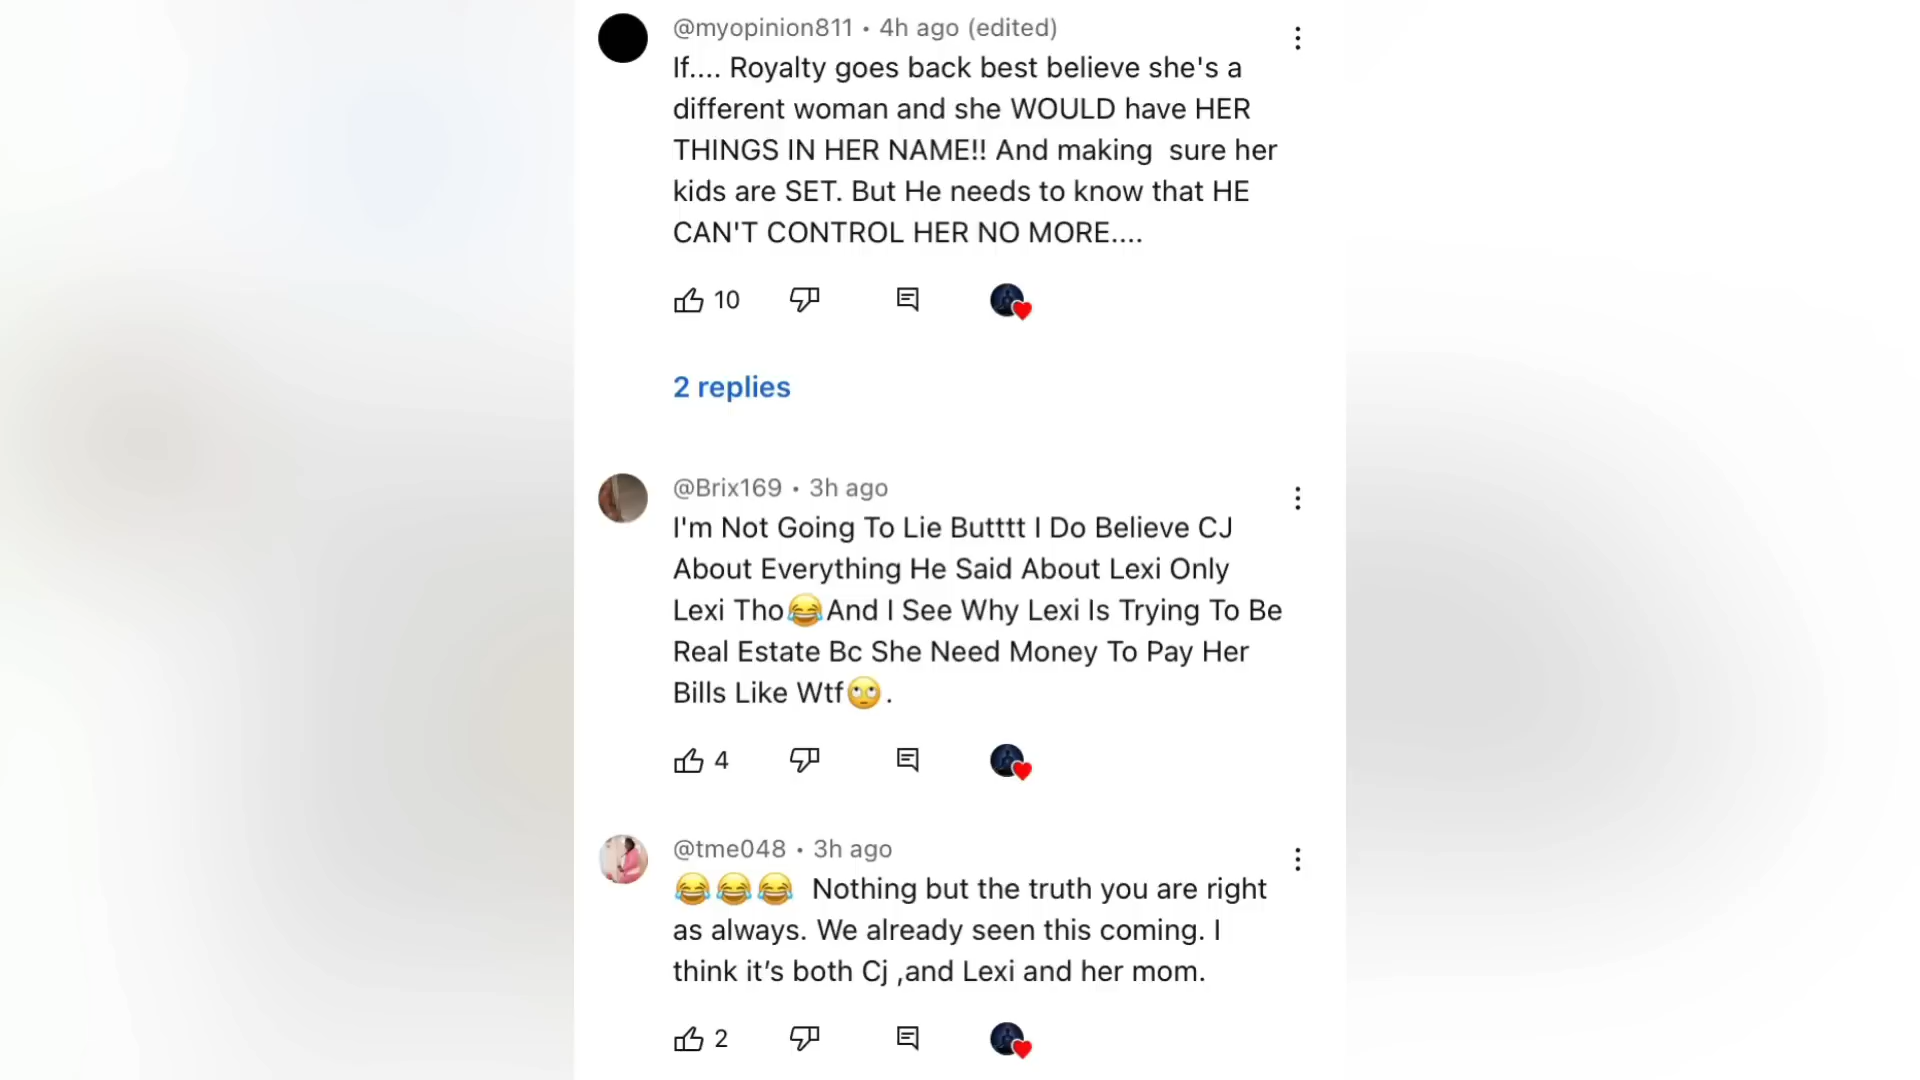 @myopinion811 • 4h ago (edited)
If.... Royalty goes back best believe she's a
different woman and she WOULD have HER
THINGS IN HER NAME!! And making  sure her
kids are SET. But He needs to know that HE
CAN'T CONTROL HER NO MORE....
10
2 replies
@Brix169 • 3h ago
I'm Not Going To Lie Butttt I Do Believe CJ
About Everything He Said About Lexi Only
Lexi Tho😂And I See Why Lexi Is Trying To Be
Real Estate Bc She Need Money To Pay Her
Bills Like Wtf🙄.
4
@tme048 • 3h ago
😂😂😂 Nothing but the truth you are right
as always. We already seen this coming. I
think it’s both Cj ,and Lexi and her mom.
2